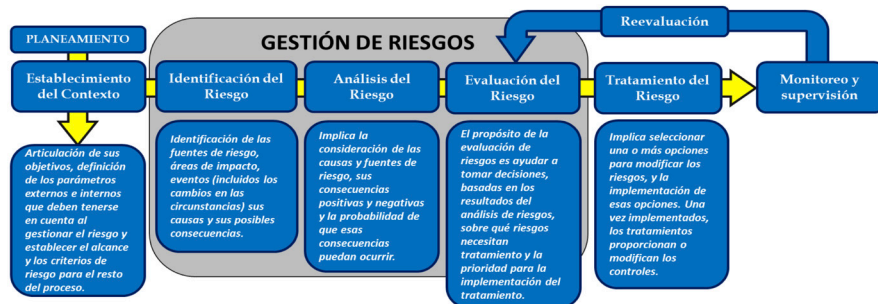 Reevaluación
PLANEAMIENTO
GESTIÓN DE RIESGOS
Establecimiento
del Contexto
Identificación del
Riesgo
Análisis del
Riesgo
Evaluación del
Riesgo
Tratamiento del
Riesgo
Monitoreo y
supervisión
Articulación de sus
objetivos, definición
de los parámetros
externos e internos
que deben tenerse
en cuenta al
gestionar el riesgo y
establecer el alcance
y los criterios de
riesgo para el resto
del proceso.
Identificación de las
fuentes de riesgo,
áreas de impacto,
eventos (incluidos los
cambios en las
circunstancias) sus
causas y sus posibles
consecuencias.
Implica la
consideración de las
causas y fuentes de
riesgo, sus
consecuencias
positivas y negativas
y la probabilidad de
que esas
consecuencias
puedan ocurrir.
El propósito de la
evaluación de
riesgos es ayudar a
tomar decisiones,
basadas en los
resultados del
análisis de riesgos,
sobre qué riesgos
necesitan
tratamiento y la
prioridad para la
implementación del
tratamiento.
Implica seleccionar
una o más opciones
para modificar los
riesgos, y la
implementación de
esas opciones. Una
vez implementados,
los tratamientos
proporcionan o
modifican los
controles.